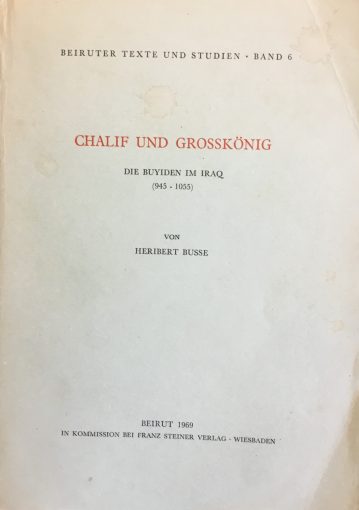 BEIRUTER TEXTE UND STUDIEN • BAND 6
CHALIF UND GROSSKÖNIG
DIE BUYIDEN IM IRAQ
(945 - 1055)
VON
HERIBERT BUSSE
BEIRUT 1969
IN KOMMISSION BEI FRANZ STEINER VERLAG - WIESBADEN